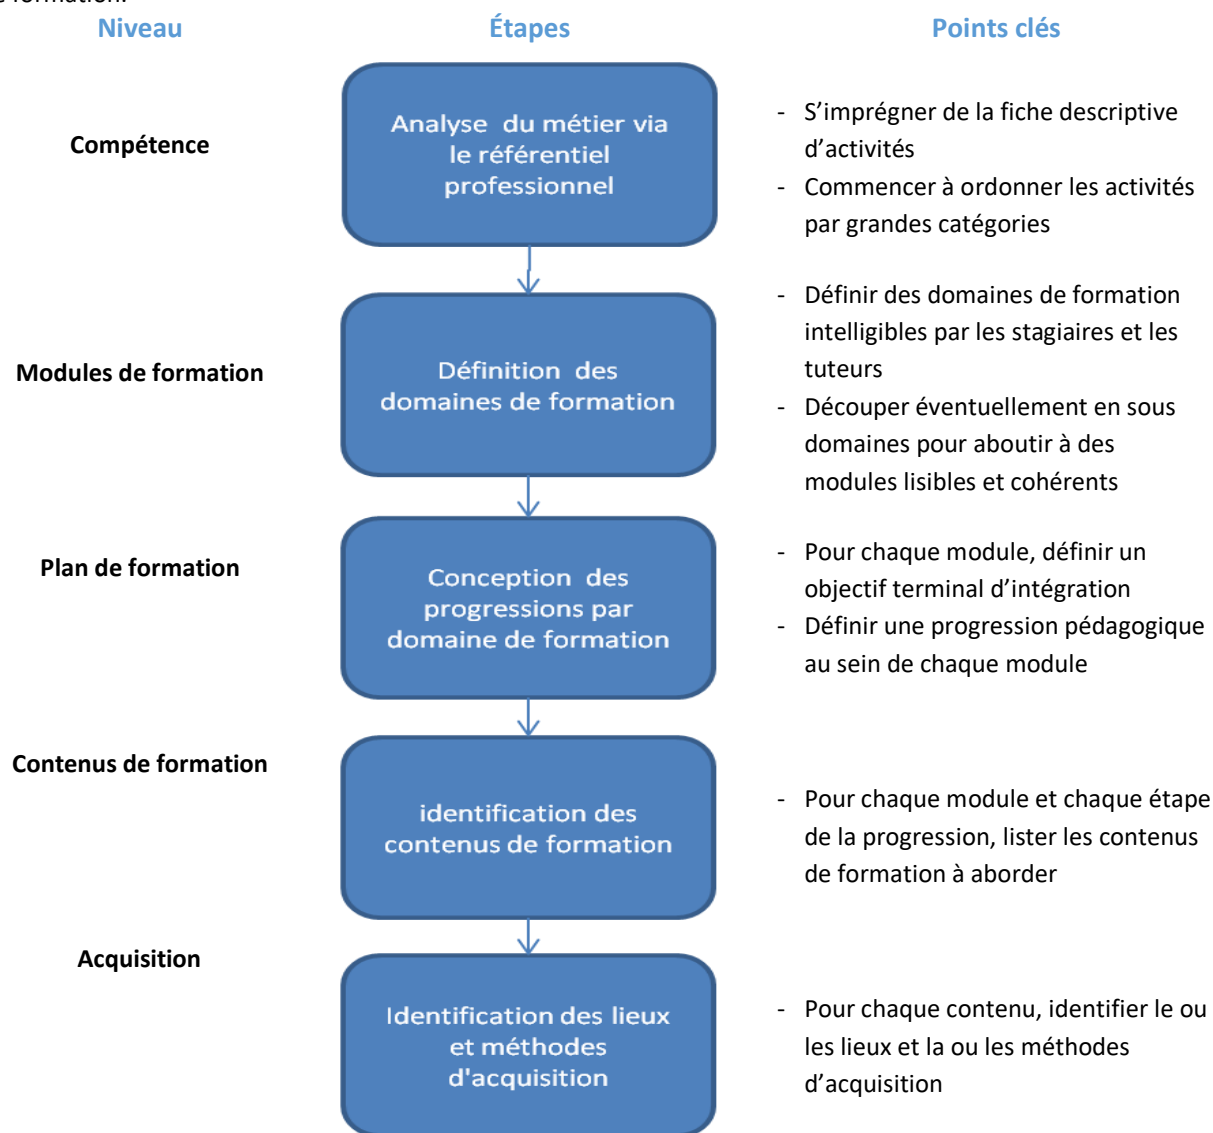 e formation.
Niveau
Étapes
Points clés
Compétence
Analyse du métier via
le référentiel
professionnel
- S’imprégner de la fiche descriptive
d’activités
- Commencer à ordonner les activités
par grandes catégories
Modules de formation
Définition des
domaines de formation
- Définir des domaines de formation
intelligibles par les stagiaires et les
tuteurs
- Découper éventuellement en sous
domaines pour aboutir à des
modules lisibles et cohérents
Plan de formation
Conception des
progressions par
domaine de formation
- Pour chaque module, définir un
objectif terminal d’intégration
- Définir une progression pédagogique
au sein de chaque module
Contenus de formation
identification des
contenus de formation
- Pour chaque module et chaque étape
de la progression, lister les contenus
de formation à aborder
Acquisition
Identification des lieux
et méthodes
d'acquisition
- Pour chaque contenu, identifier le ou
les lieux et la ou les méthodes
d’acquisition